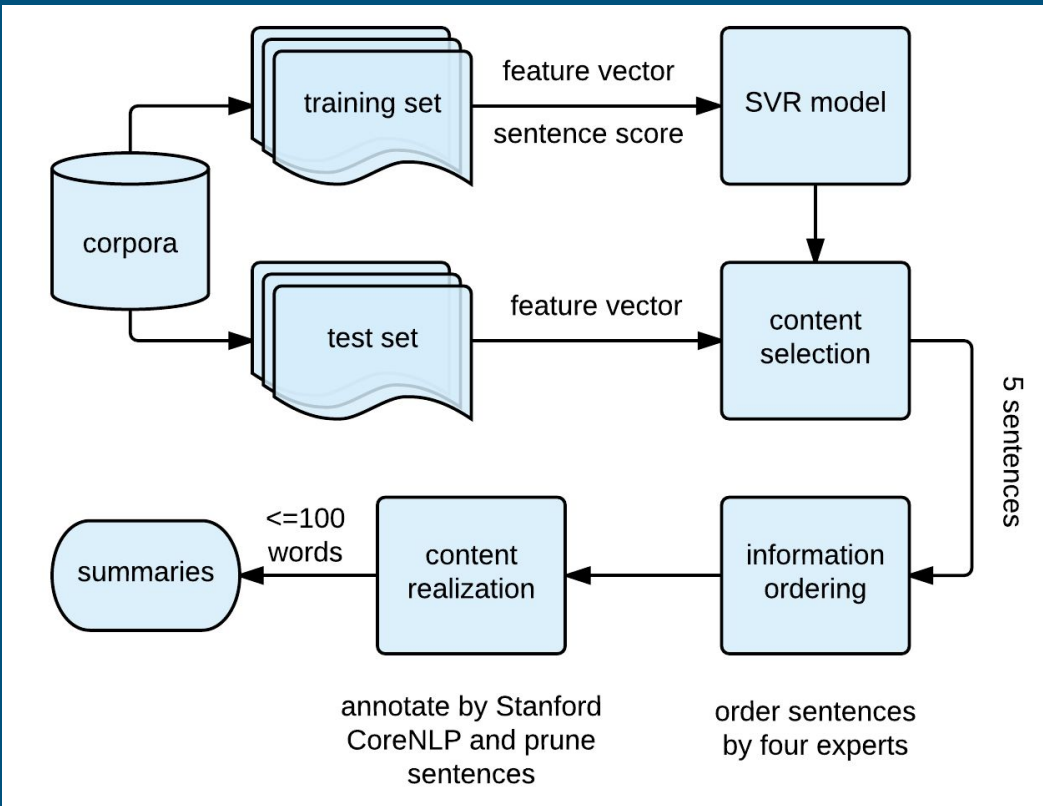 training set
feature vector
sentence score
SVR model
corpora
test set
feature vector
content
selection
5 sentences
information
ordering
order sentences
by four experts
content
realization
annotate by Stanford
CoreNLP and prune
sentences
<=100
words
summaries